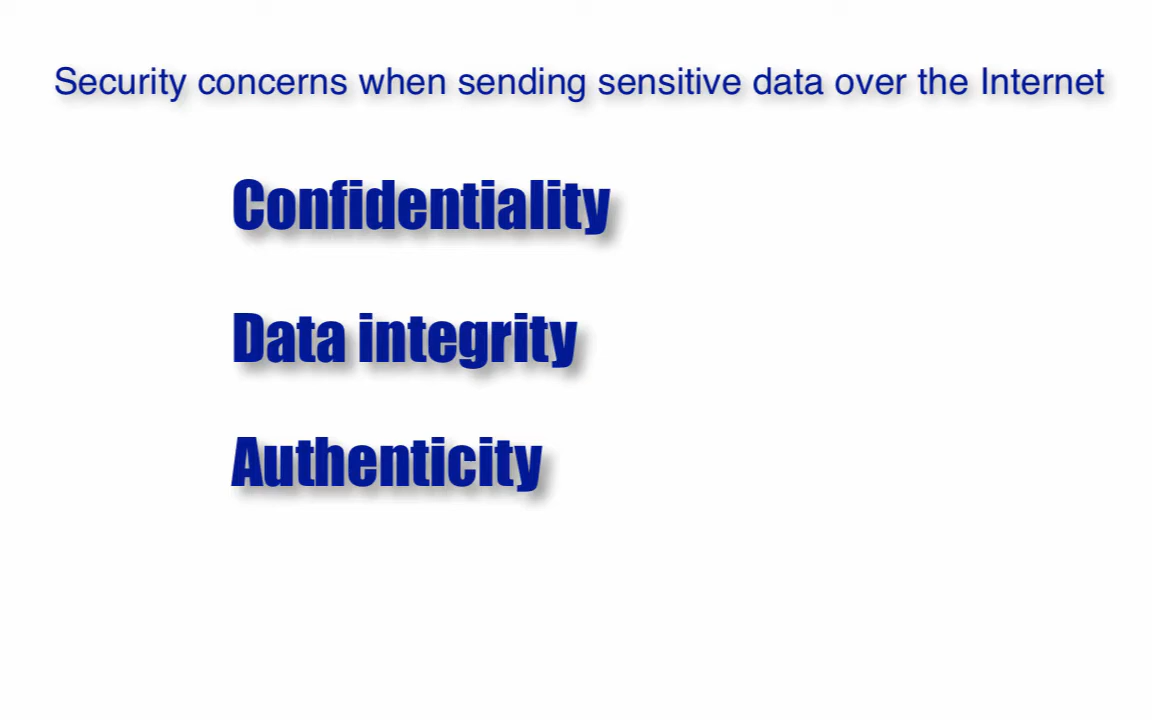 Security concerns when sending sensitive data over the Internet
Confidentiality
Data integrity
Authenticity